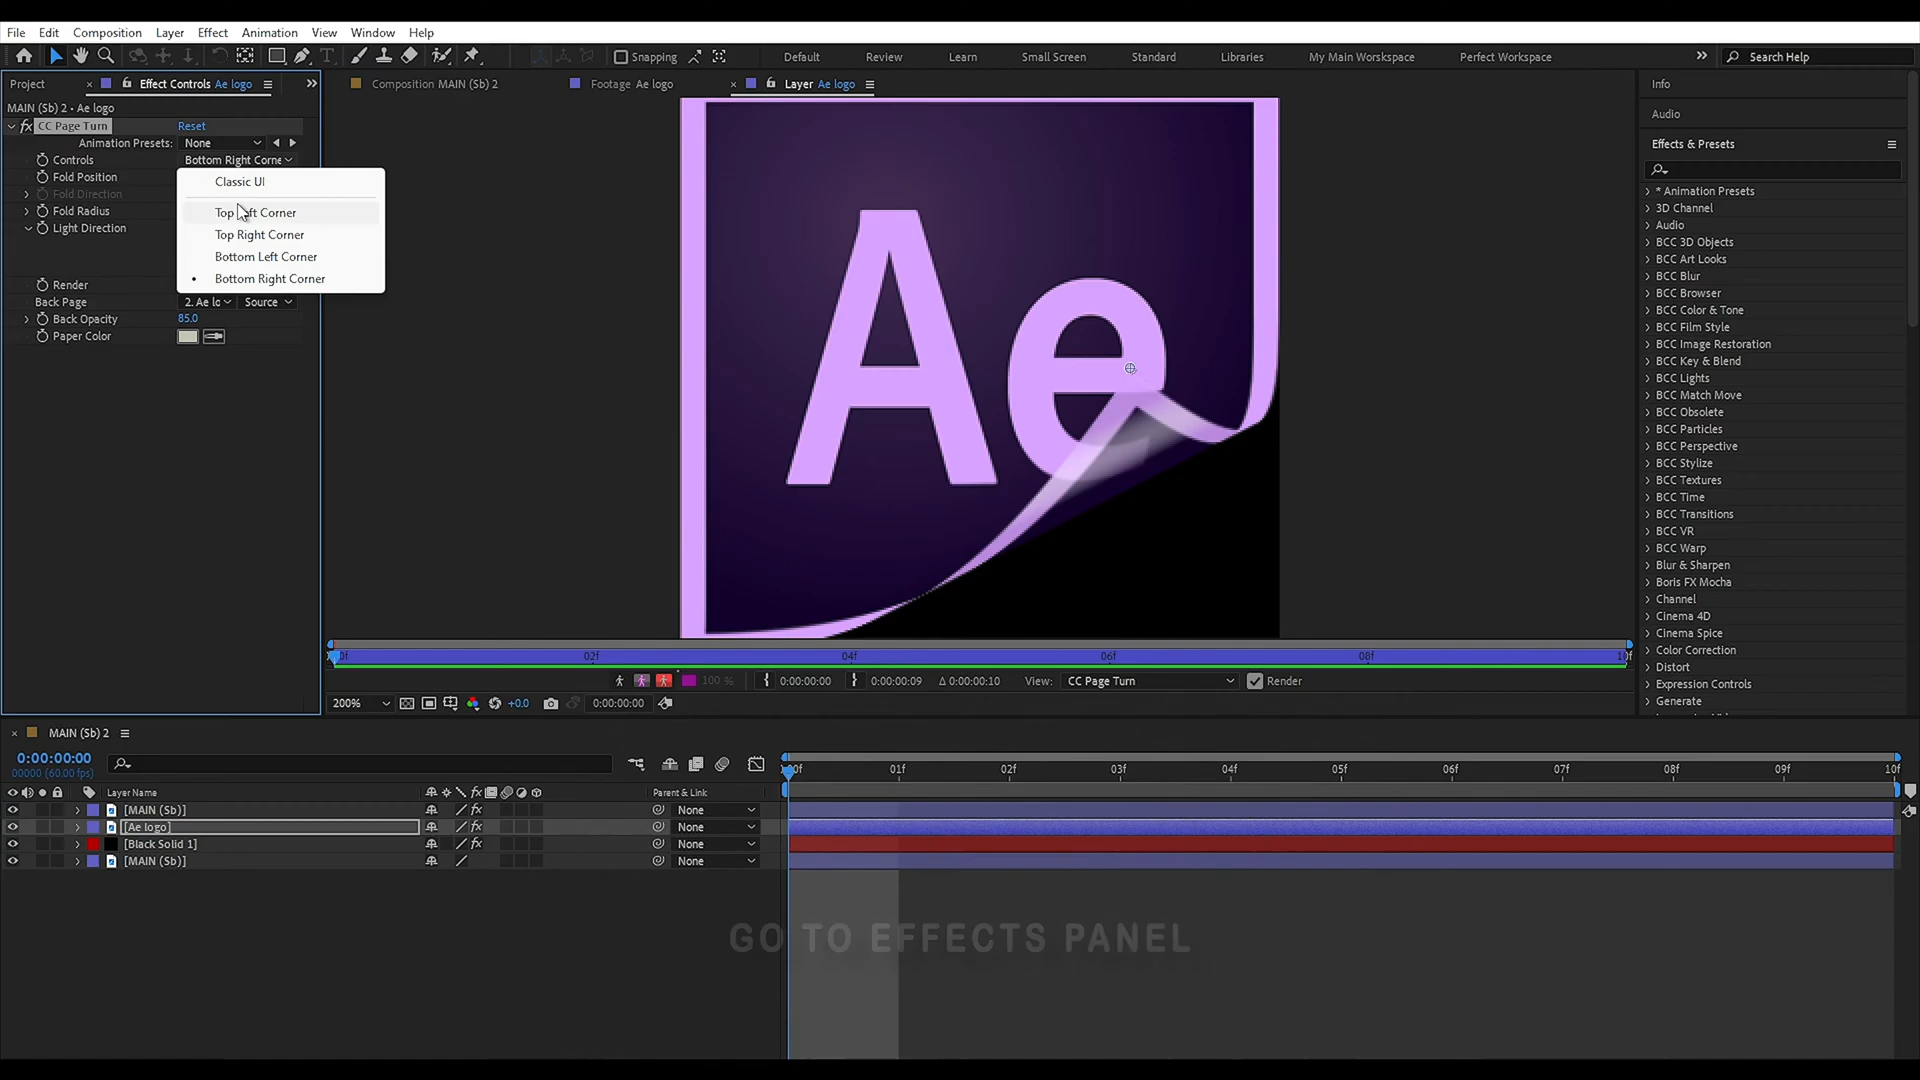 File Edit Composition Layer Effect Animation View Window Help
Snapping Default Review Learn Small Screen Standard Libraries My Main Worskspace Perfect Workspace Search Help
Project Effect Controls Ae logo
Composition MAIN (Sb) 2 Footage Ae logo Layer Ae logo
Info
MAIN (Sb) 2 • Ae logo
fx CC Page Turn Reset
Animation Presets: None
Controls Bottom Right Corne
Fold Position
Fold Direction
Fold Radius
Light Direction
Classic UI
Top Left Corner
Top Right Corner
Bottom Left Corner
• Bottom Right Corner
Render
Back Page 2. Ae lc Source
Back Opacity 85.0
Paper Color
Ae
Audio
Effects & Presets
* Animation Presets
3D Channel
Audio
BCC 3D Objects
BCC Art Looks
BCC Blur
BCC Browser
BCC Color & Tone
BCC Film Style
BCC Image Restoration
BCC Key & Blend
BCC Lights
BCC Match Move
BCC Obsolete
BCC Particles
BCC Perspective
BCC Stylize
BCC Textures
BCC Time
BCC Transitions
BCC VR
BCC Warp
Blur & Sharpen
Boris FX Mocha
Channel
Cinema 4D
Cinema Spice
Color Correction
Distort
Expression Controls
Generate
02f 04f 06f 08f
100 % 0:00:00:00 0:00:00:09 Δ 0:00:00:10 View: CC Page Turn Render
200% +0.0 0:00:00:00
MAIN (Sb) 2
0:00:00:00
00000 (60.00 fps)
:00f 01f 02f 03f 04f 05f 06f 07f 08f 09f 10f
Layer Name fx Parent & Link
[MAIN (Sb)] fx None
[Ae logo] fx None
[Black Solid 1] fx None
[MAIN (Sb)] None
GO TO EFFECTS PANEL